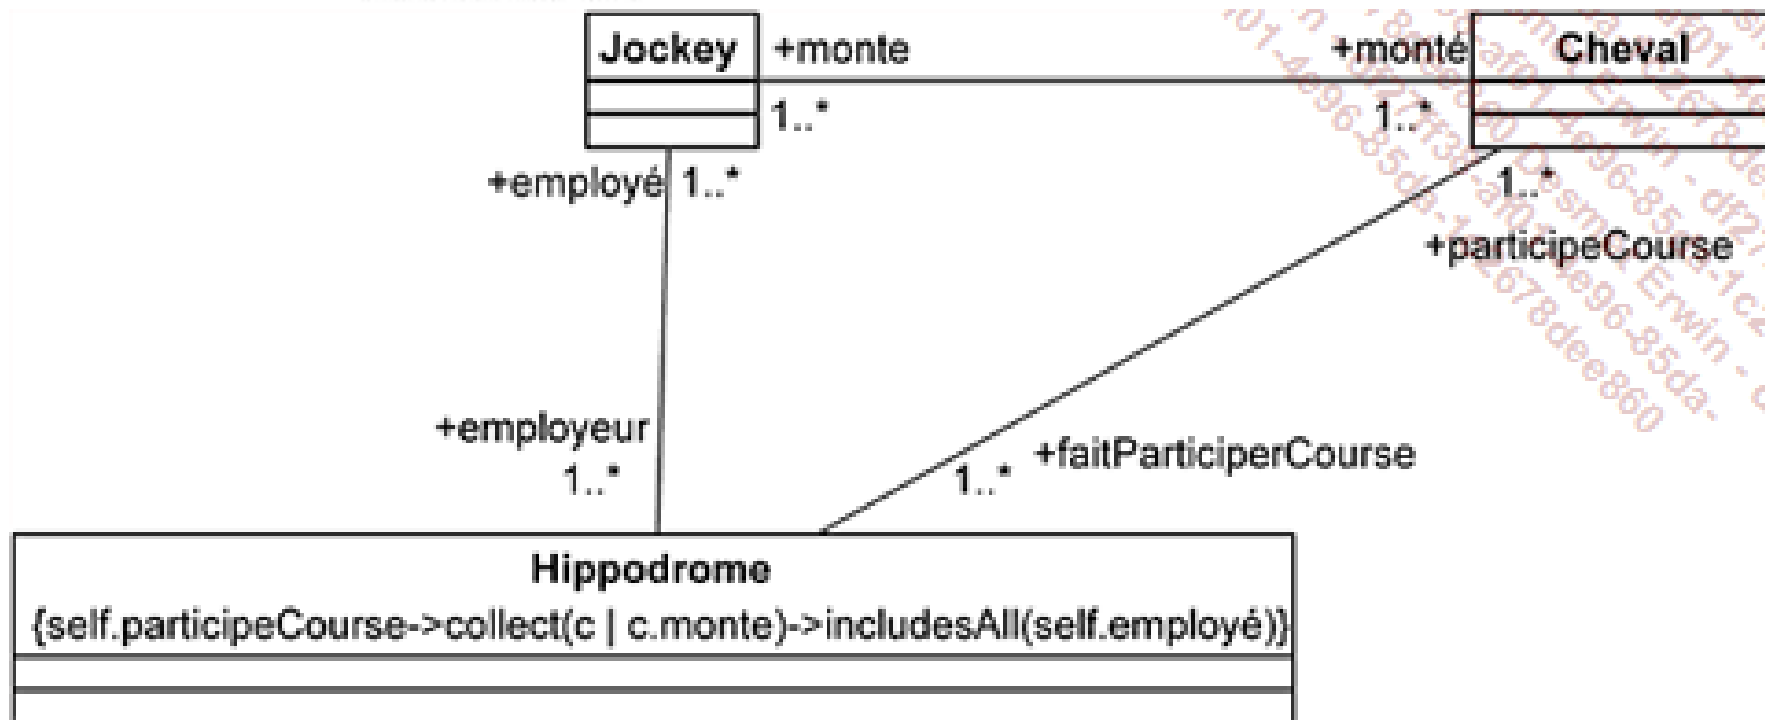 Jockey
+monte
+monté
Cheval
1..*
1..*
+employé
1..*
1..*
+participeCourse
+employeur
1..*
1..*
+faitParticiperCourse
Hippodrome
{self.participeCourse->collect(c | c.monte)->includesAll(self.employé)}